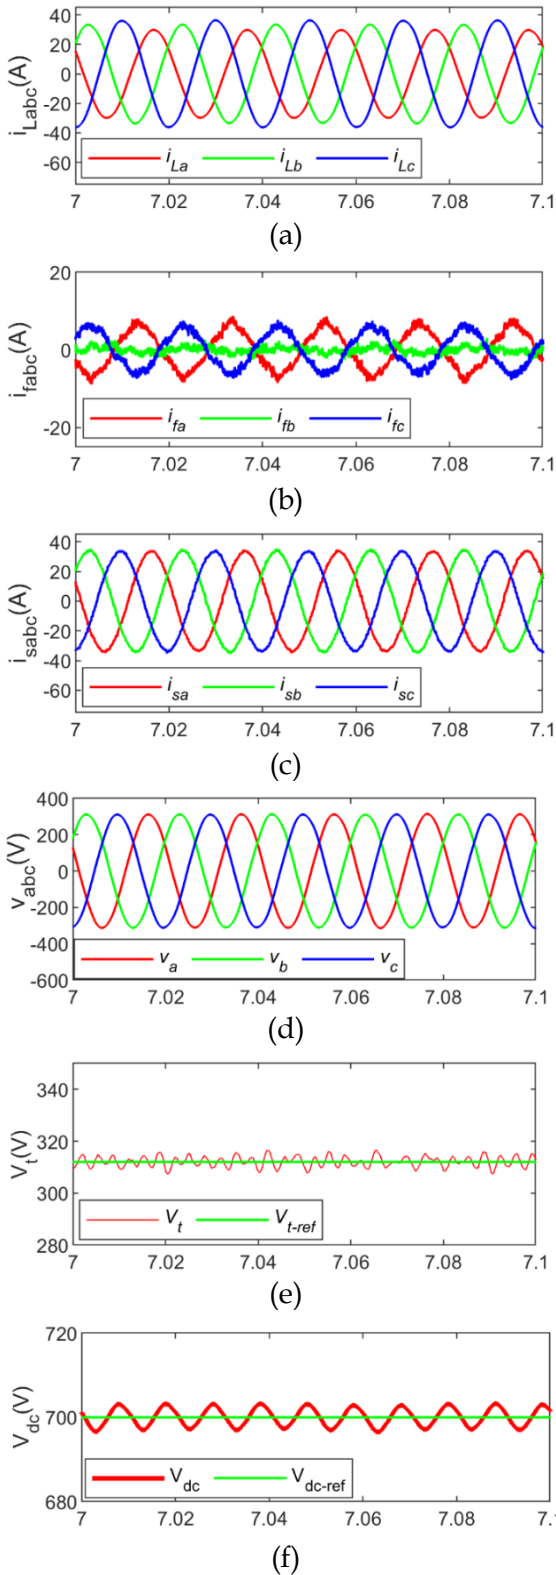 i_Labc(A)
40
20
0
-20
-40
-60
i_La i_Lb i_Lc
7 7.02 7.04 7.06 7.08 7.1
(a)
i_fabc(A)
20
0
-20
i_fa i_fb i_fc
7 7.02 7.04 7.06 7.08 7.1
(b)
i_sabc(A)
40
20
0
-20
-40
-60
i_sa i_sb i_sc
7 7.02 7.04 7.06 7.08 7.1
(c)
v_abc(V)
400
200
0
-200
-400
-600
v_a v_b v_c
7 7.02 7.04 7.06 7.08 7.1
(d)
V_t(V)
340
310
280
V_t V_t-ref
7 7.02 7.04 7.06 7.08 7.1
(e)
V_dc(V)
720
700
680
V_dc V_dc-ref
7 7.02 7.04 7.06 7.08 7.1
(f)